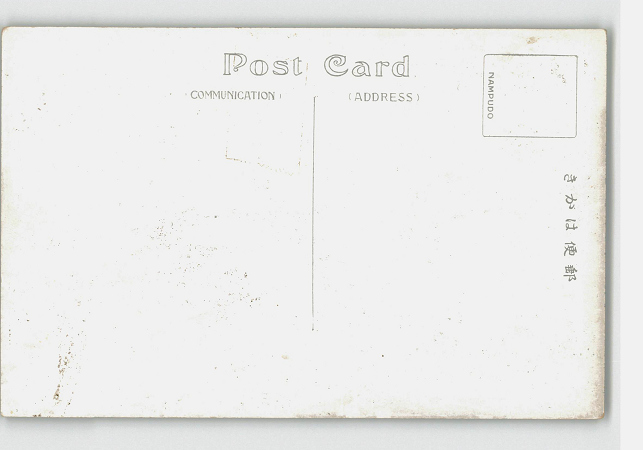 Post Card
(COMMUNICATION)
(ADDRESS)
NAMPUDO
きがは便郵